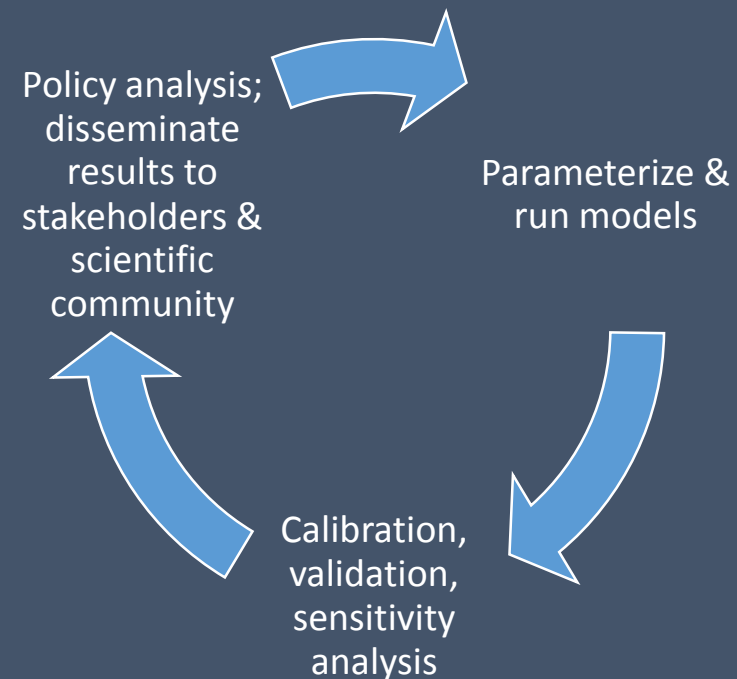 Policy analysis;
disseminate
results to
stakeholders &
scientific
community
Parameterize &
run models
Calibration,
validation,
sensitivity
analysis